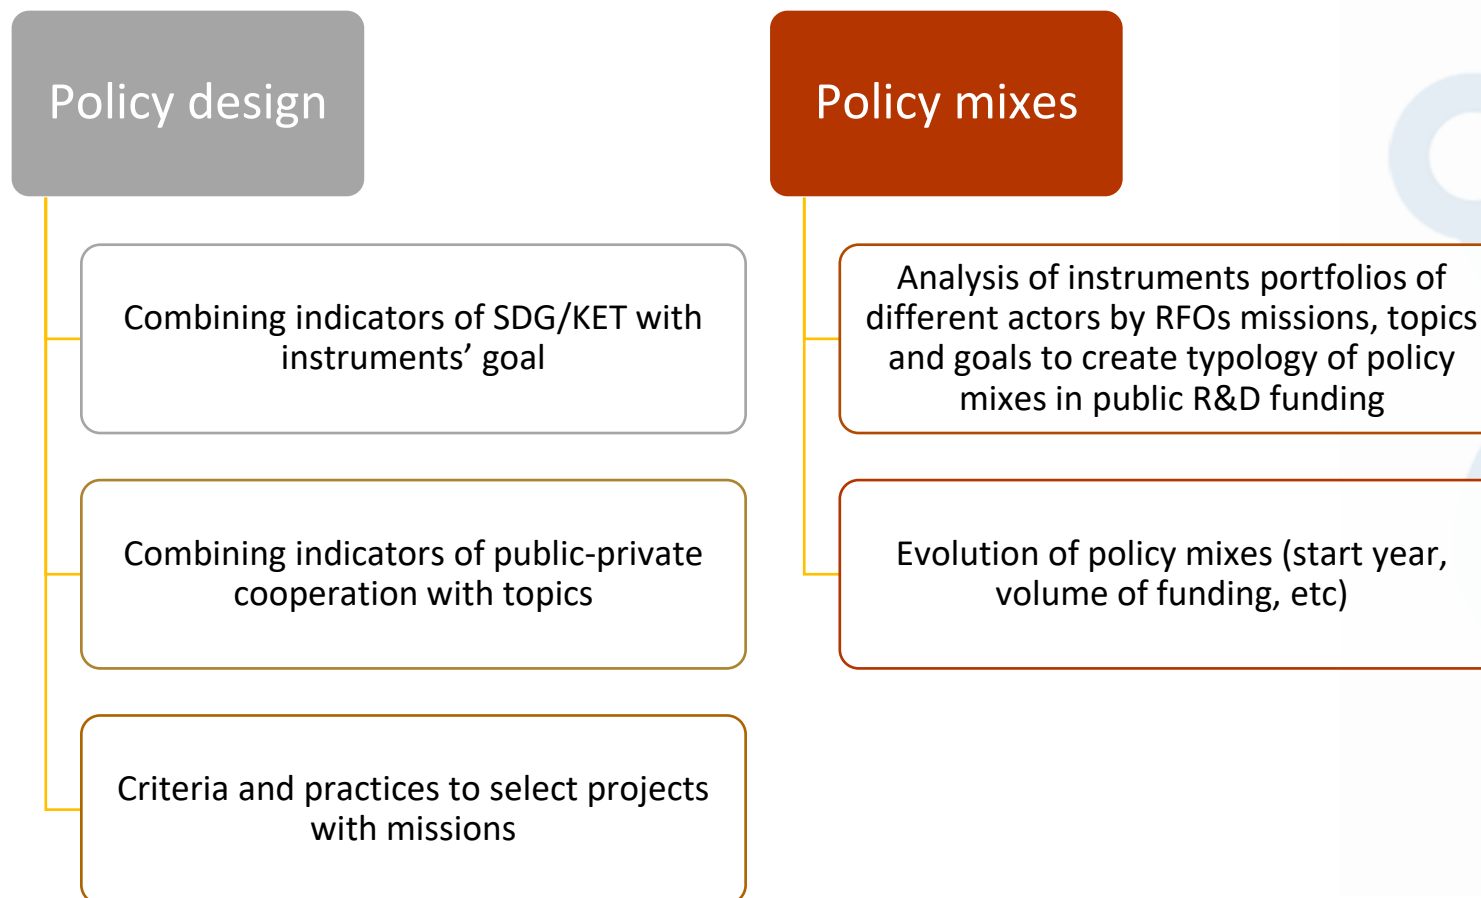 Policy design
Combining indicators of SDG/KET with
instruments’ goal
Combining indicators of public-private
cooperation with topics
Criteria and practices to select projects
with missions
Policy mixes
Analysis of instruments portfolios of
different actors by RFOs missions, topics
and goals to create typology of policy
mixes in public R&D funding
Evolution of policy mixes (start year,
volume of funding, etc)